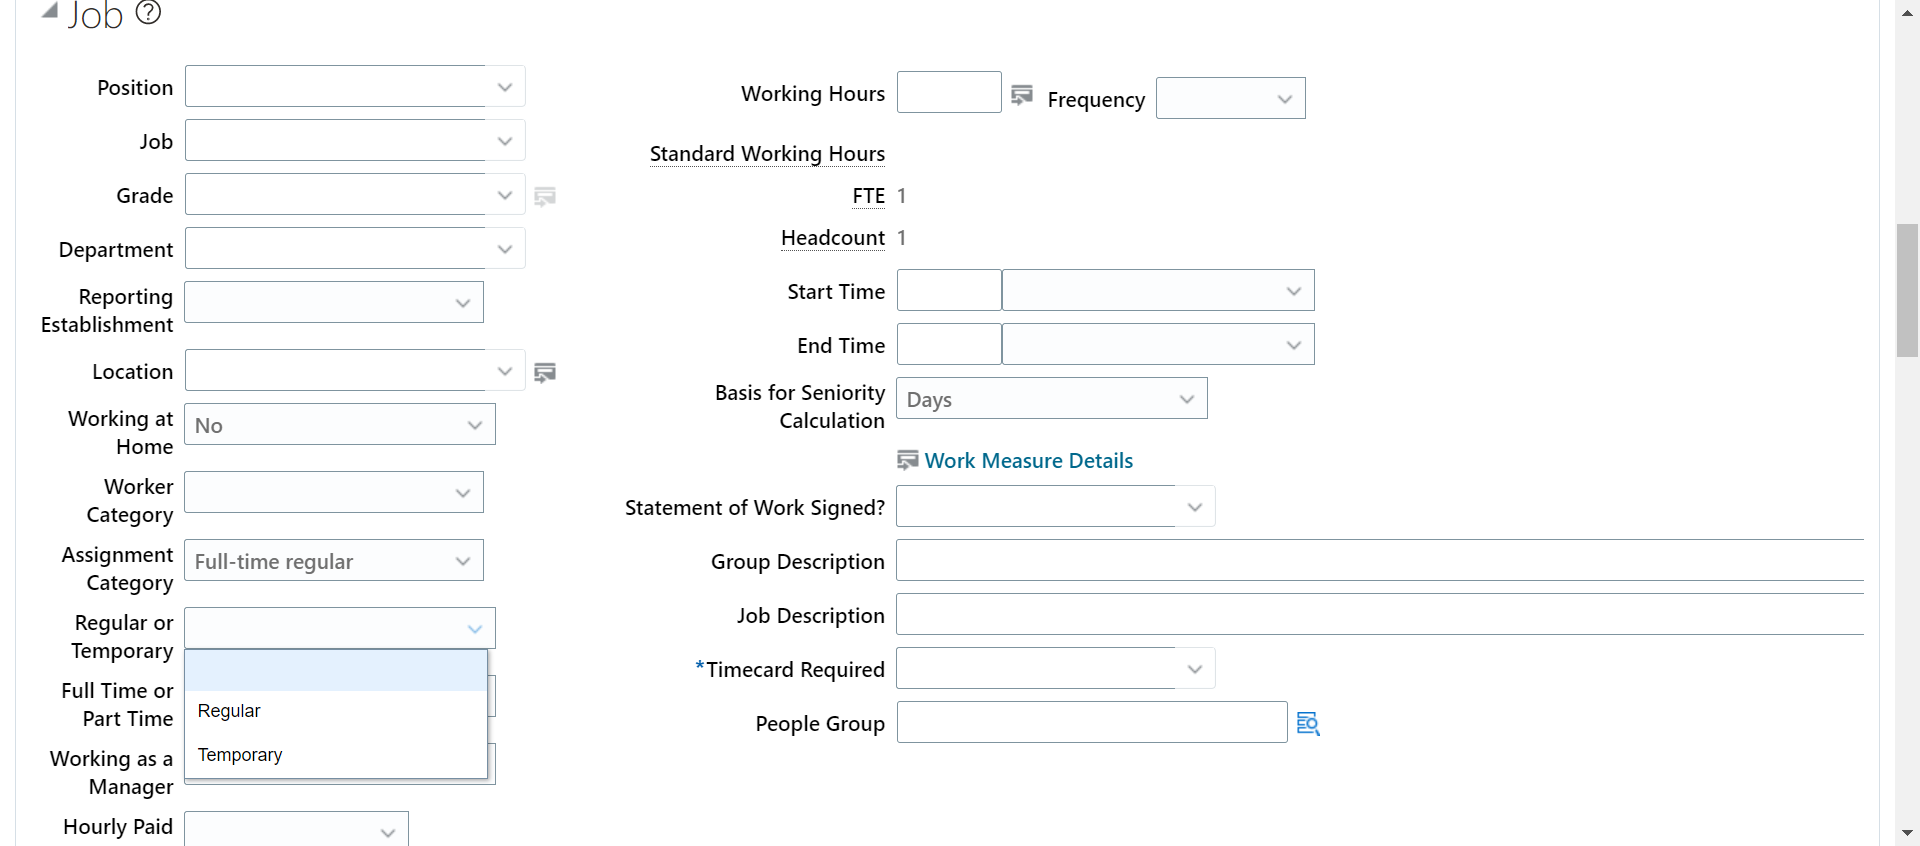 Job
Position
Job
Grade
Department
Reporting
Establishment
Location
Working at
Home
No
Worker
Category
Assignment
Category
Full-time regular
Regular or
Temporary
Regular
Temporary
Full Time or
Part Time
Working as a
Manager
Hourly Paid
Working Hours
Frequency
Standard Working Hours
FTE 1
Headcount 1
Start Time
End Time
Basis for Seniority
Calculation
Days
Work Measure Details
Statement of Work Signed?
Group Description
Job Description
*Timecard Required
People Group